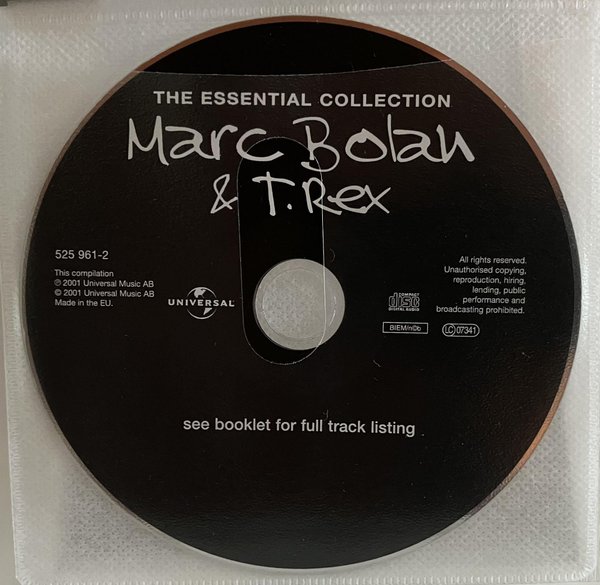 THE ESSENTIAL COLLECTION
Marc Bolan
& T.Rex
525 961-2
This compilation
℗ 2001 Universal Music AB
© 2001 Universal Music AB
Made in the EU.
UNIVERSAL
COMPACT
disc
DIGITAL AUDIO
BIEM/nOb
LC 07341
All rights reserved.
Unauthorised copying,
reproduction, hiring,
lending, public
performance and
broadcasting prohibited.
see booklet for full track listing